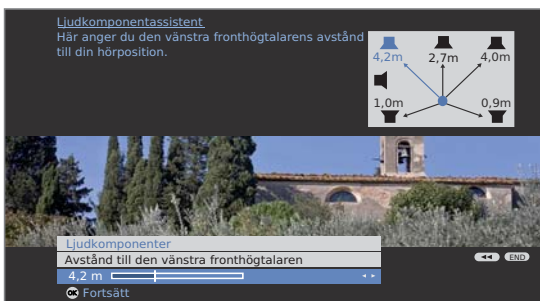 Ljudkomponentassistent
Här anger du den vänstra fronthögtalarens avstånd
till din hörposition.
4,2m 2,7m 4,0m
1,0m 0,9m
Ljudkomponenter
Avstånd till den vänstra fronthögtalaren
4,2 m
END
OK Fortsätt